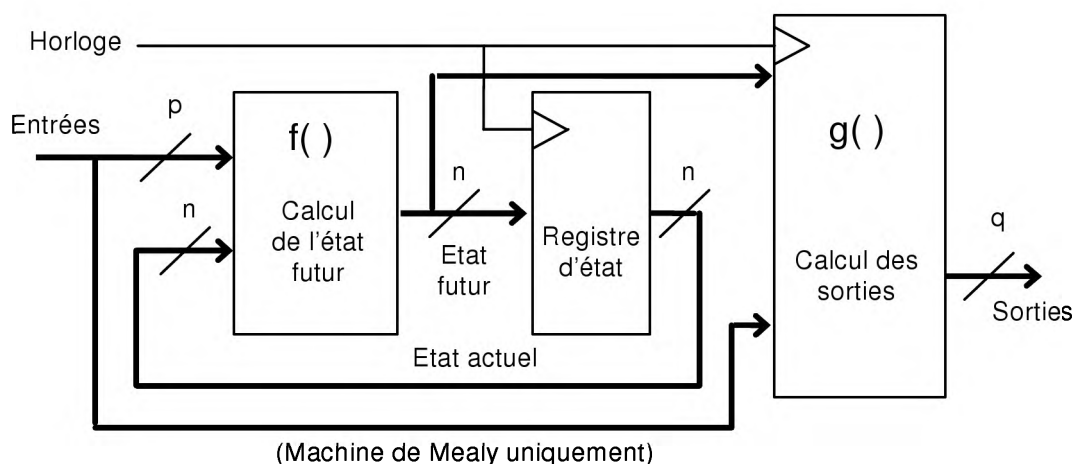 Horloge
Entrées
p
n
f( )
Calcul
de l'état
futur
n
Etat
futur
Registre
d'état
n
g( )
Calcul des
sorties
q
Sorties
Etat actuel
(Machine de Mealy uniquement)